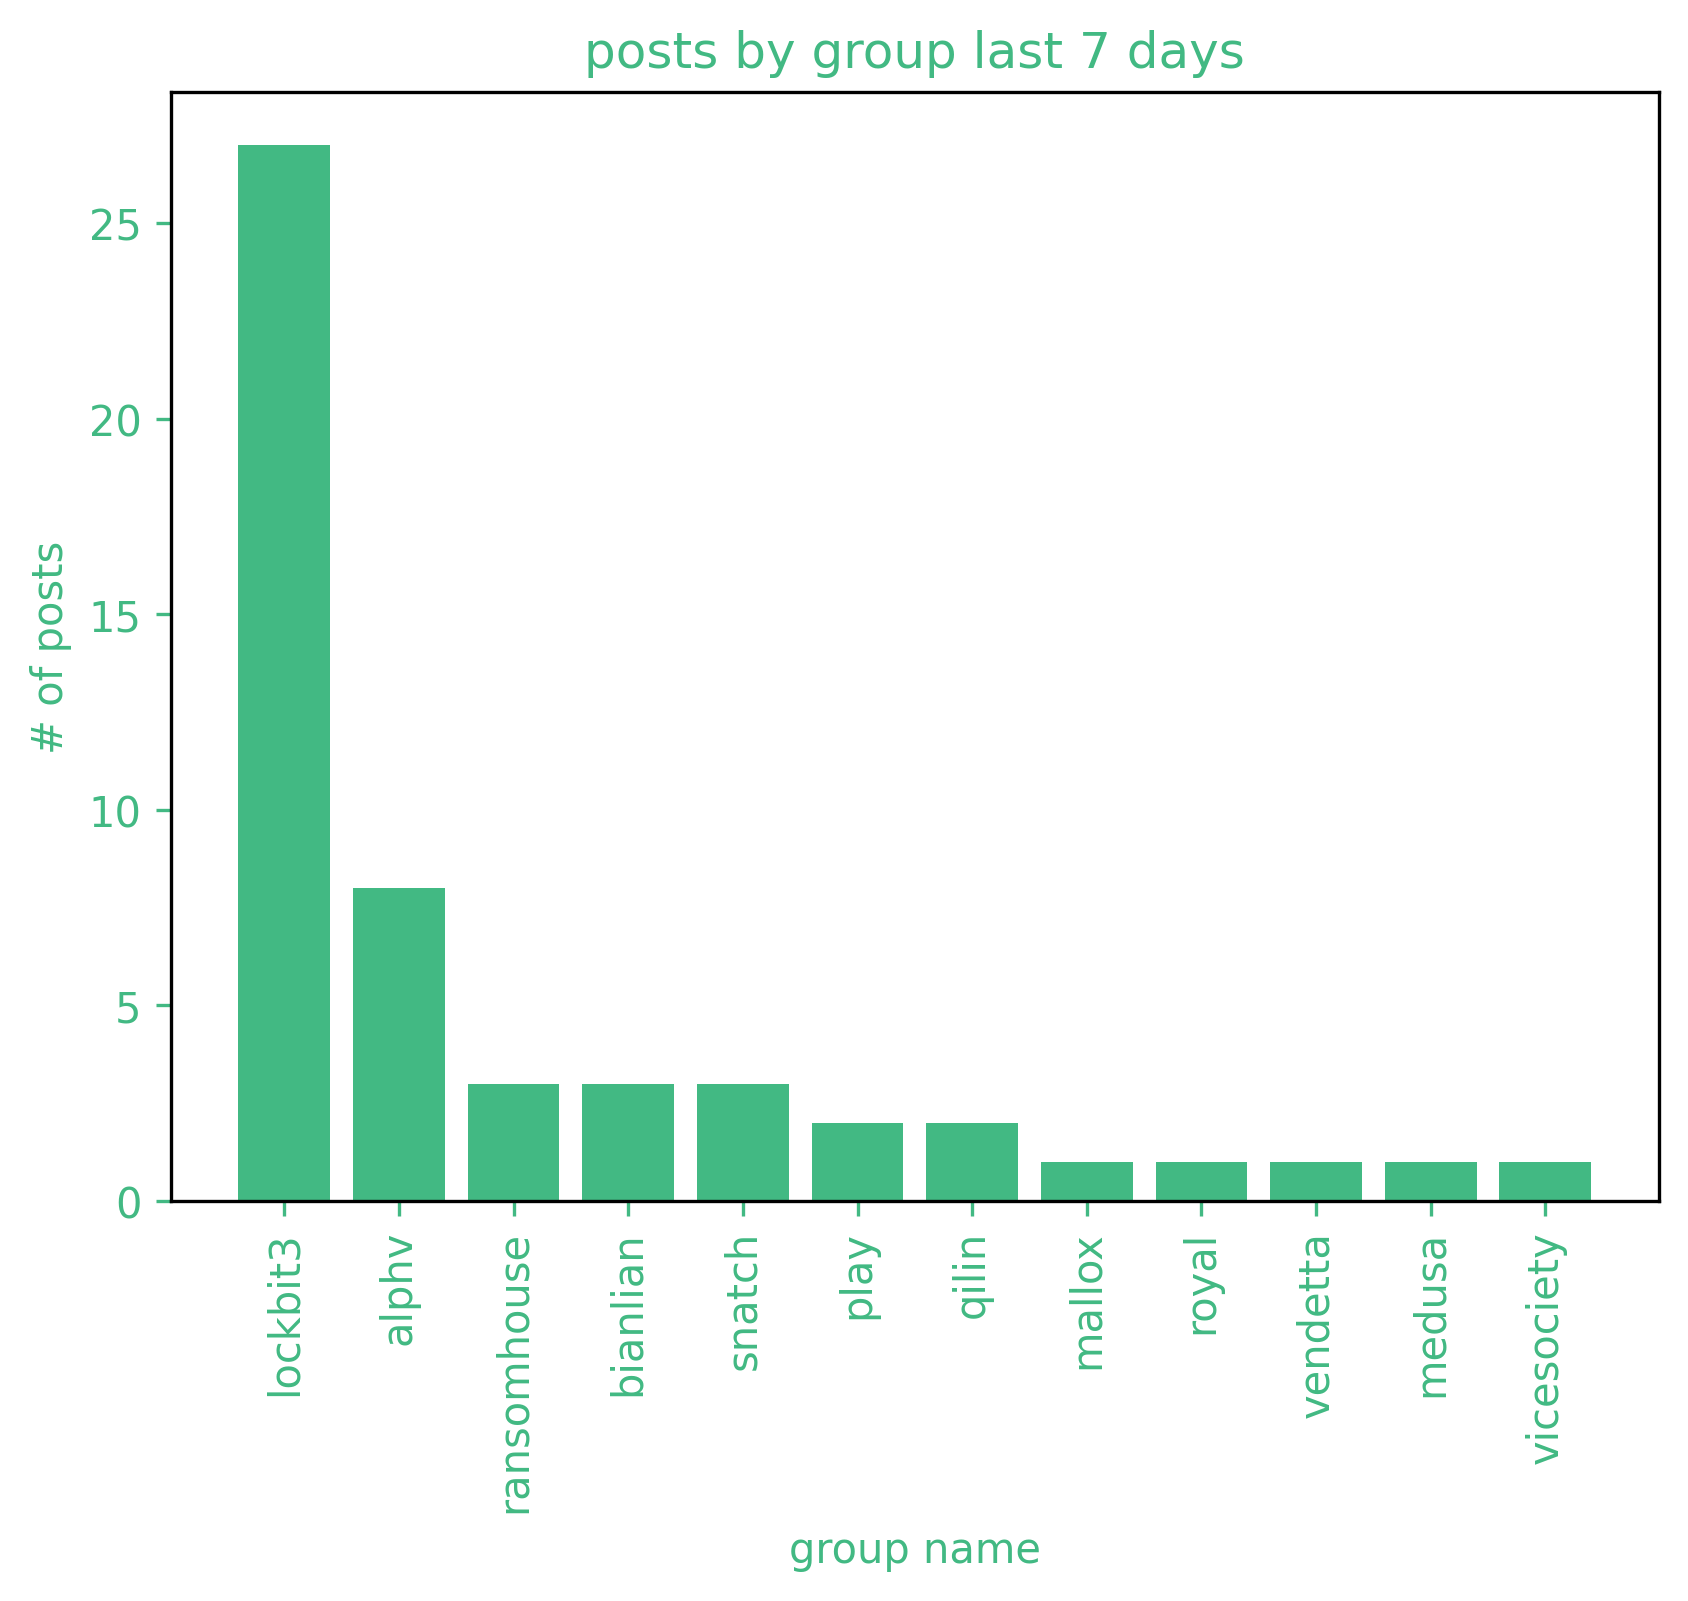 posts by group last 7 days
# of posts
25
20
15
10
5
0
lockbit3
alphv
ransomhouse
bianlian
snatch
play
qilin
mallox
royal
vendetta
medusa
vicesociety
group name